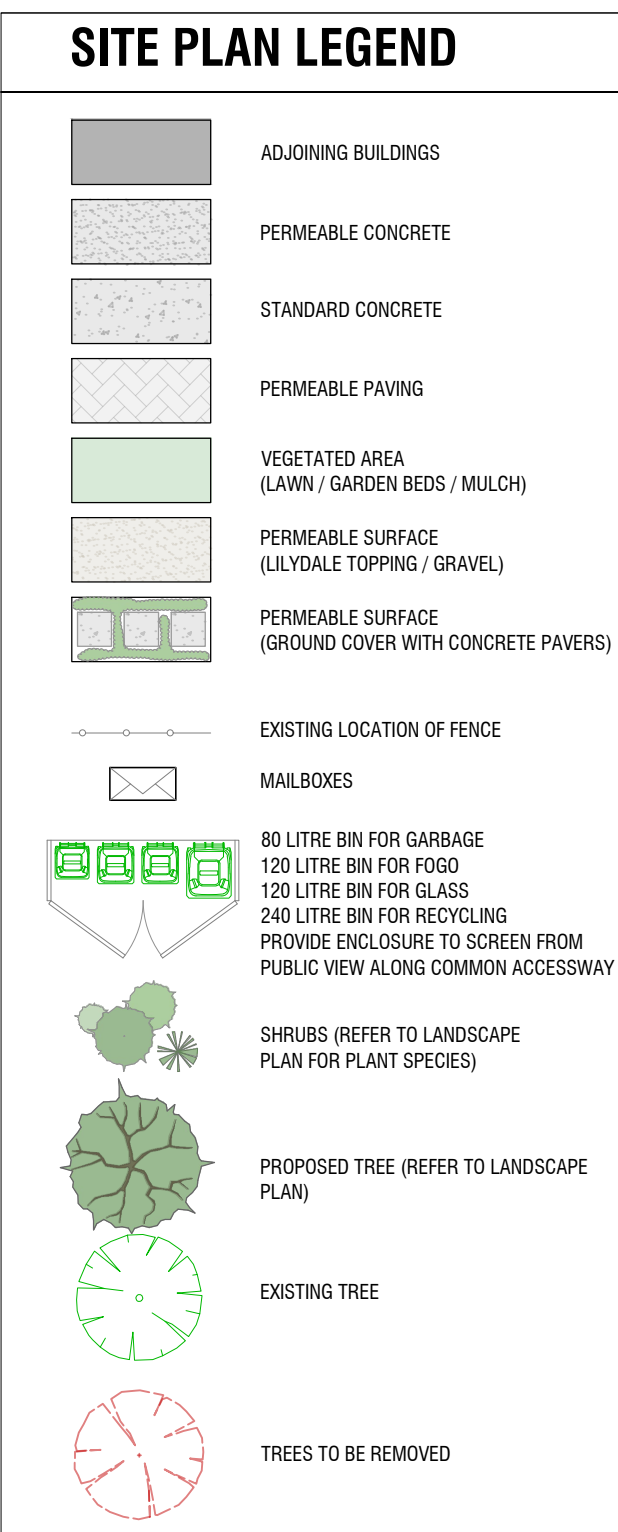 SITE PLAN LEGEND
ADJOINING BUILDINGS
PERMEABLE CONCRETE
STANDARD CONCRETE
PERMEABLE PAVING
VEGETATED AREA
(LAWN / GARDEN BEDS / MULCH)
PERMEABLE SURFACE
(LILYDALE TOPPING / GRAVEL)
PERMEABLE SURFACE
(GROUND COVER WITH CONCRETE PAVERS)
EXISTING LOCATION OF FENCE
MAILBOXES
80 LITRE BIN FOR GARBAGE
120 LITRE BIN FOR FOGO
120 LITRE BIN FOR GLASS
240 LITRE BIN FOR RECYCLING
PROVIDE ENCLOSURE TO SCREEN FROM
PUBLIC VIEW ALONG COMMON ACCESSWAY
SHRUBS (REFER TO LANDSCAPE
PLAN FOR PLANT SPECIES)
PROPOSED TREE (REFER TO LANDSCAPE
PLAN)
EXISTING TREE
TREES TO BE REMOVED